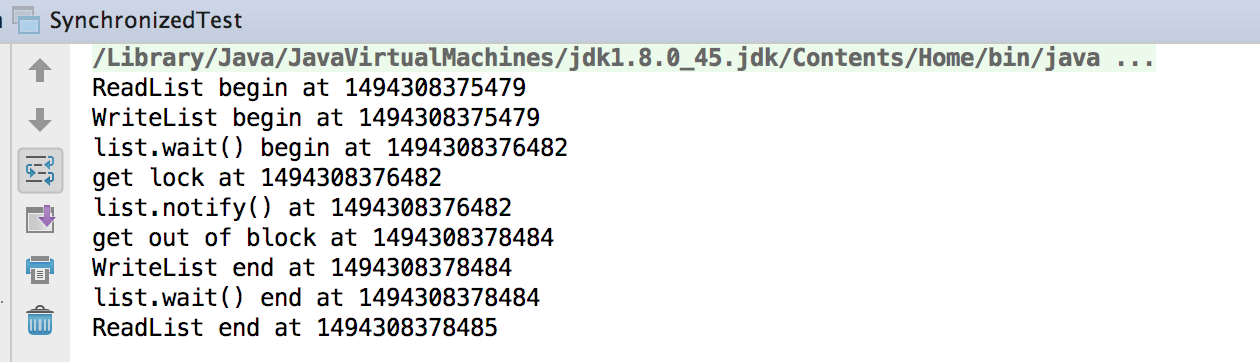 SynchronizedTest
/Library/Java/JavaVirtualMachines/jdk1.8.0_45.jdk/Contents/Home/bin/java ...
ReadList begin at 1494308375479
WriteList begin at 1494308375479
list.wait() begin at 1494308376482
get lock at 1494308376482
list.notify() at 1494308376482
get out of block at 1494308378484
WriteList end at 1494308378484
list.wait() end at 1494308378484
ReadList end at 1494308378485